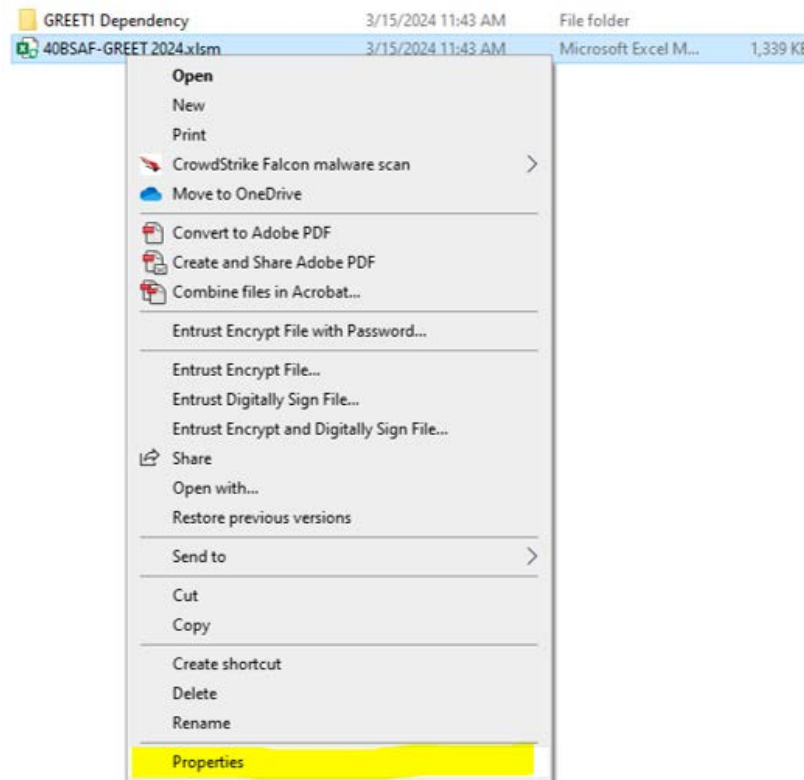 GREET1 Dependency 3/15/2024 11:43 AM File folder
40BSAF-GREET 2024.xlsm 3/15/2024 11:43 AM Microsoft Excel M... 1,339 KB
Open
New
Print
CrowdStrike Falcon malware scan
Move to OneDrive
Convert to Adobe PDF
Create and Share Adobe PDF
Combine files in Acrobat...
Entrust Encrypt File with Password...
Entrust Encrypt File...
Entrust Digitally Sign File...
Entrust Encrypt and Digitally Sign File...
Share
Open with...
Restore previous versions
Send to
Cut
Copy
Create shortcut
Delete
Rename
Properties